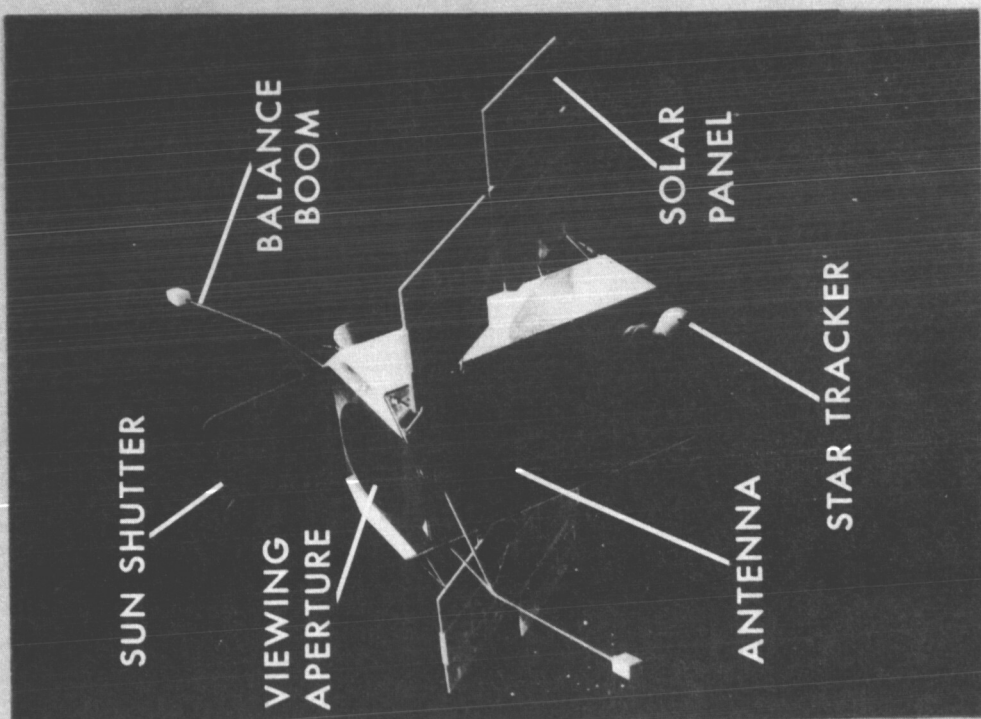 SUN SHUTTER
VIEWING
APERTURE
BALANCE
BOOM
ANTENNA
STAR TRACKER
SOLAR
PANEL